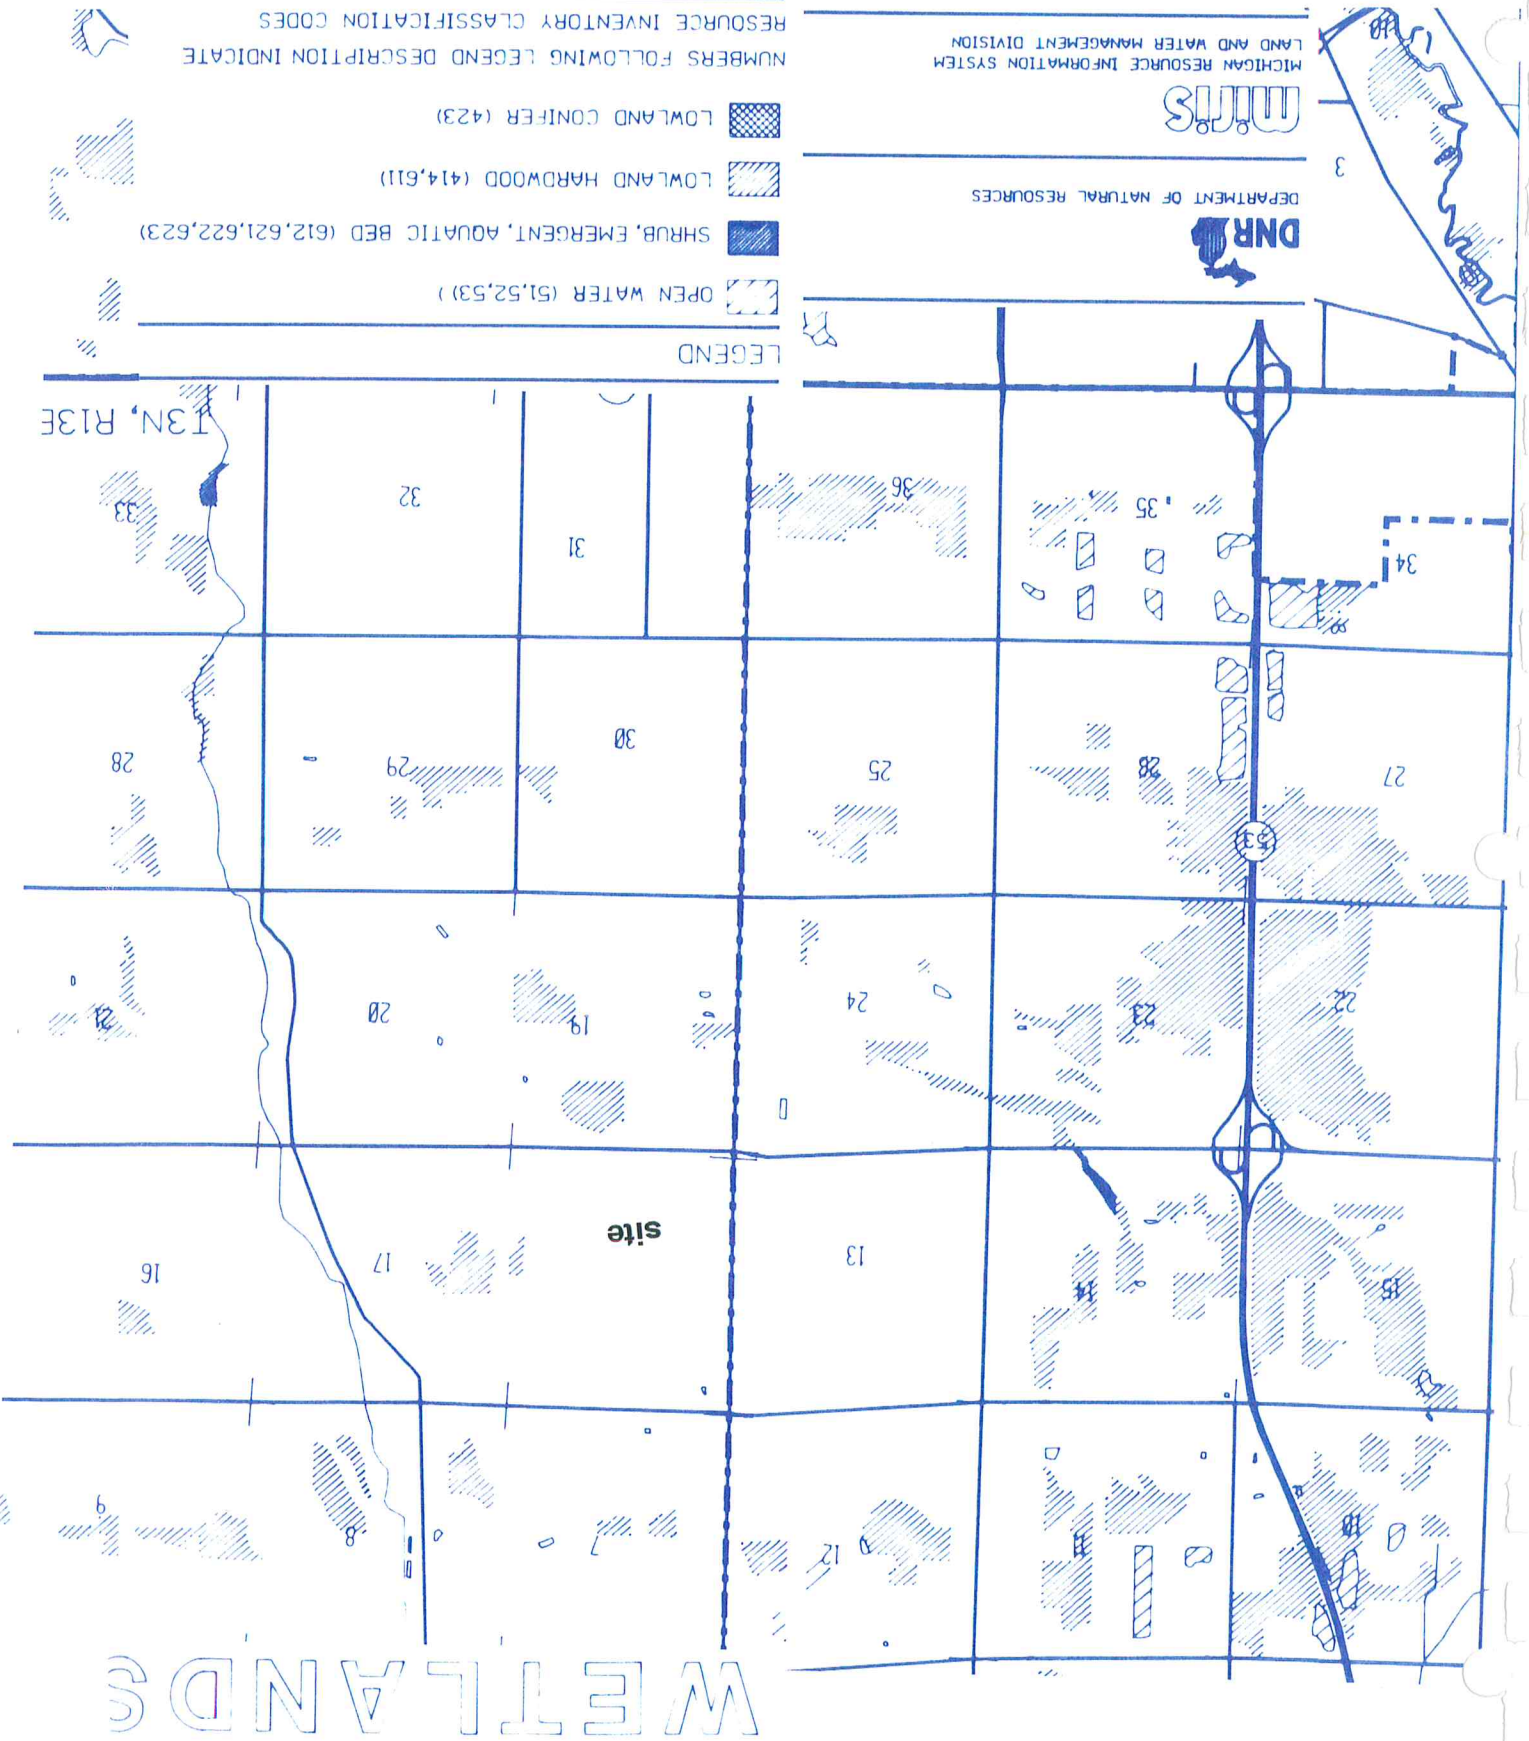 WETLANDS
10 11 12 7 8 9
15 14 13 site 17 16
22 23 24 19 20 21
53
27 26 25 30 29 28
34 35 36 31 32 33
T3N, R13E
DNR
DEPARTMENT OF NATURAL RESOURCES
3
miris
MICHIGAN RESOURCE INFORMATION SYSTEM
LAND AND WATER MANAGEMENT DIVISION
LEGEND
OPEN WATER (51,52,53)
SHRUB, EMERGENT, AQUATIC BED (612,621,622,623)
LOWLAND HARDWOOD (414,611)
LOWLAND CONIFER (423)
NUMBERS FOLLOWING LEGEND DESCRIPTION INDICATE
RESOURCE INVENTORY CLASSIFICATION CODES